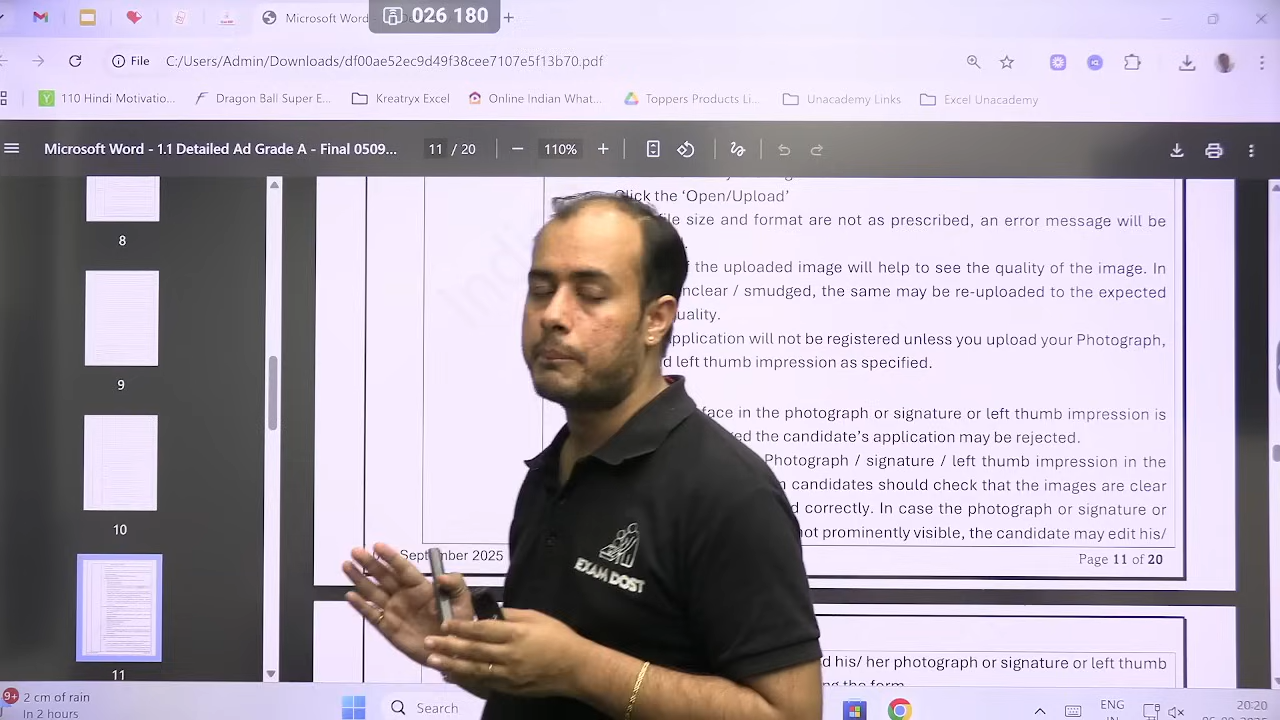 Microsoft Word
026 180
File
C:/Users/Admin/Downloads/df00ae52ec9d49f38cee7107e5f13b70.pdf
110 Hindi Motivatio...
Dragon Ball Super E...
Kreatryx Excel
Online Indian What...
Toppers Products Li...
Unacademy Links
Excel Unacademy
Microsoft Word - 1.1 Detailed Ad Grade A - Final 0509...
11 / 20
110%
8
9
10
11
Click the ‘Open/Upload’
size and format are not as prescribed, an error message will be
the uploaded image will help to see the quality of the image. In
/ smudged, the same may be re-uploaded to the expected
will not be registered unless you upload your Photograph,
left thumb impression as specified.
face in the photograph or signature or left thumb impression is
the candidate’s application may be rejected.
Photograph / signature / left thumb impression in the
candidates should check that the images are clear
correctly. In case the photograph or signature or
not prominently visible, the candidate may edit his/
September 2025
Page 11 of 20
his/ her photograph or signature or left thumb
the form
EXAM DOST
9+
2 cm of rain
In 2 hours
Search
ENG
IN
20:20